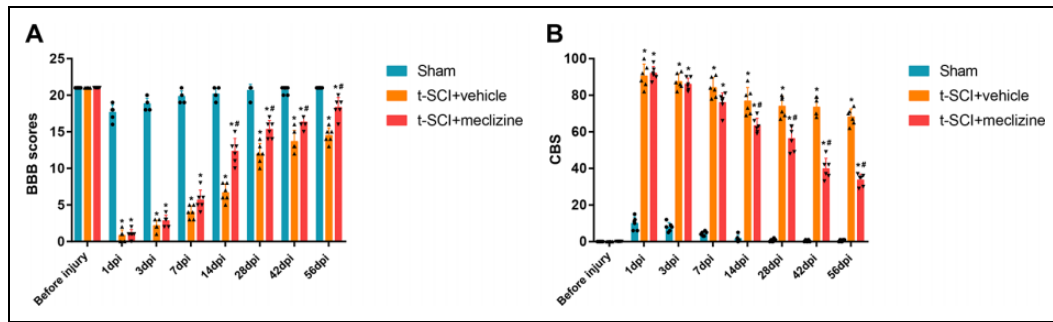 A
B
BBB scores
25
20
15
10
5
0
Before injury
1dpi
3dpi
7dpi
14dpi
28dpi
42dpi
56dpi
* *
* *
* *
* *#
* *#
* *#
* *#
Sham
t-SCI+vehicle
t-SCI+meclizine
CBS
100
80
60
40
20
0
Before injury
1dpi
3dpi
7dpi
14dpi
28dpi
42dpi
56dpi
* *
* *
* *
* *#
* *#
* *#
* *#
Sham
t-SCI+vehicle
t-SCI+meclizine